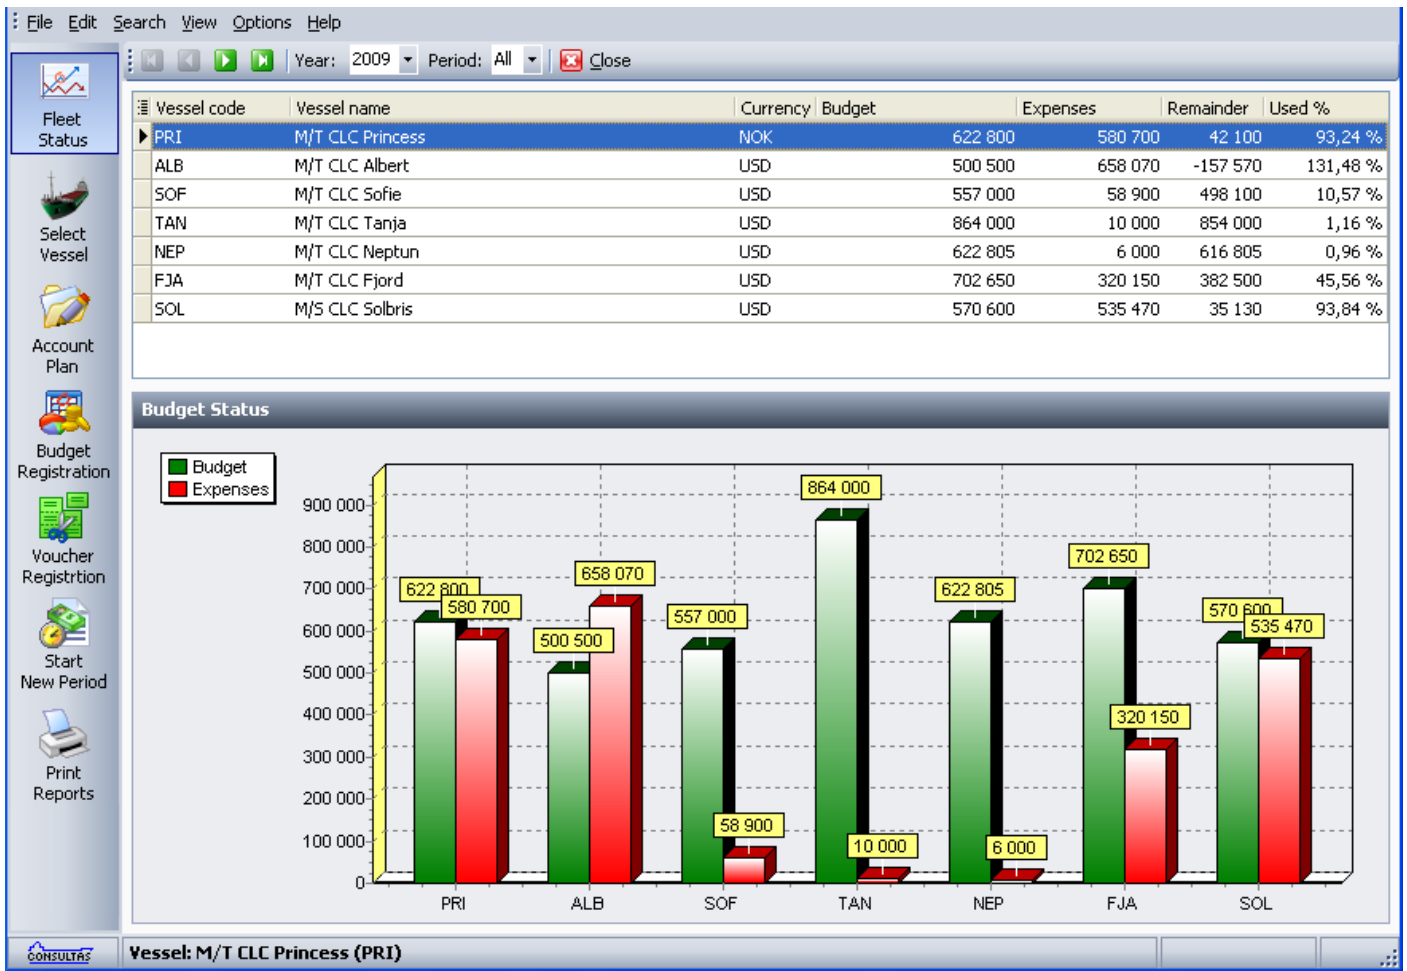 File Edit Search View Options Help
Year: 2009 Period: All Close
Fleet
Status
Select
Vessel
Account
Plan
Budget
Registration
Voucher
Registrtion
Start
New Period
Print
Reports
Vessel code Vessel name Currency Budget Expenses Remainder Used %
PRI M/T CLC Princess NOK 622 800 580 700 42 100 93,24 %
ALB M/T CLC Albert USD 500 500 658 070 -157 570 131,48 %
SOF M/T CLC Sofie USD 557 000 58 900 498 100 10,57 %
TAN M/T CLC Tanja USD 864 000 10 000 854 000 1,16 %
NEP M/T CLC Neptun USD 622 805 6 000 616 805 0,96 %
FJA M/T CLC Fjord USD 702 650 320 150 382 500 45,56 %
SOL M/S CLC Solbris USD 570 600 535 470 35 130 93,84 %
Budget Status
Budget
Expenses
900 000
800 000
700 000
600 000
500 000
400 000
300 000
200 000
100 000
0
622 800
580 700
500 500
658 070
557 000
58 900
864 000
10 000
622 805
6 000
702 650
320 150
570 600
535 470
PRI ALB SOF TAN NEP FJA SOL
CONSULTAS
Vessel: M/T CLC Princess (PRI)